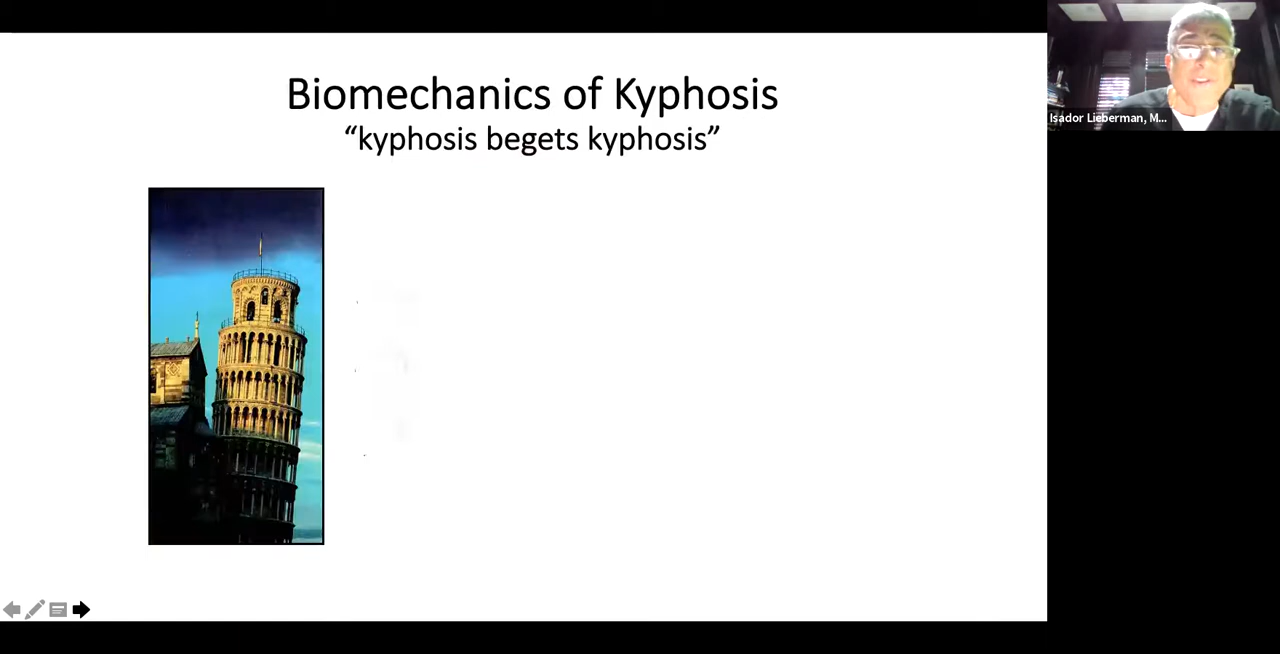 Biomechanics of Kyphosis
“kyphosis begets kyphosis”
Isador Lieberman, M...